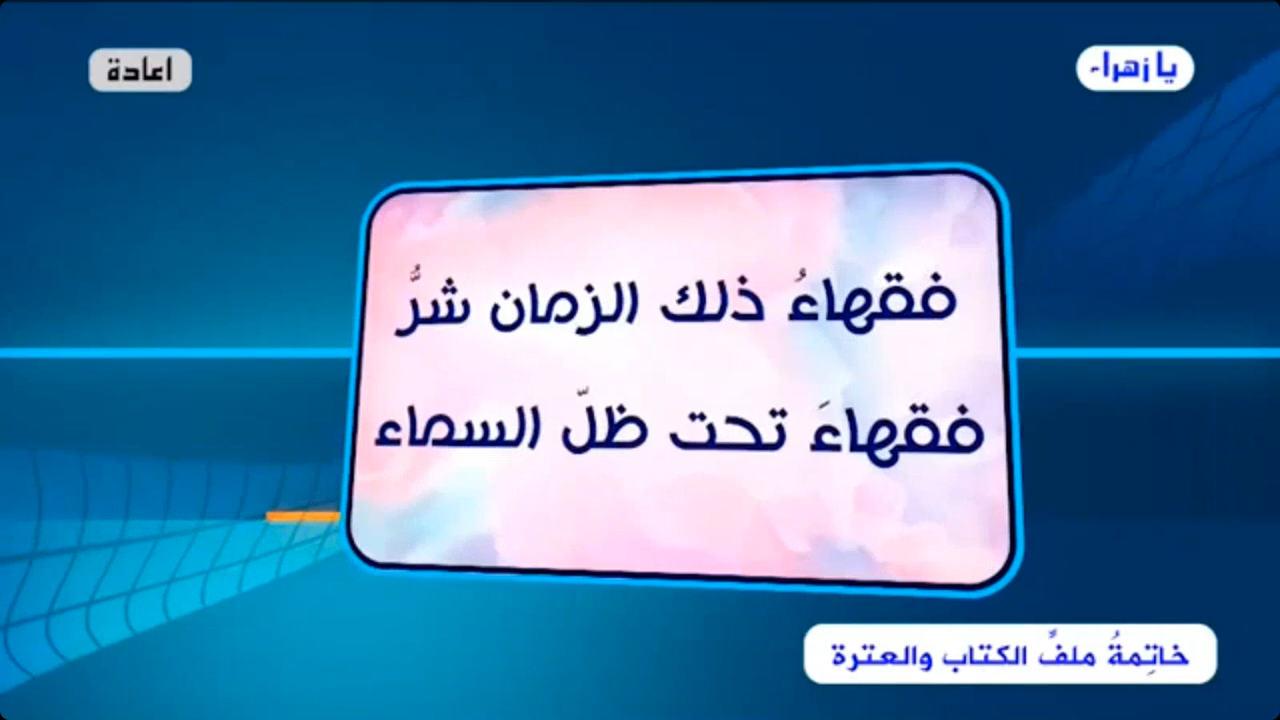 يا زهراء
اعادة
فقهاءُ ذلك الزمان شرُّ
فقهاءَ تحت ظلّ السماء
خاتِمةُ ملفِّ الكتاب والعترة